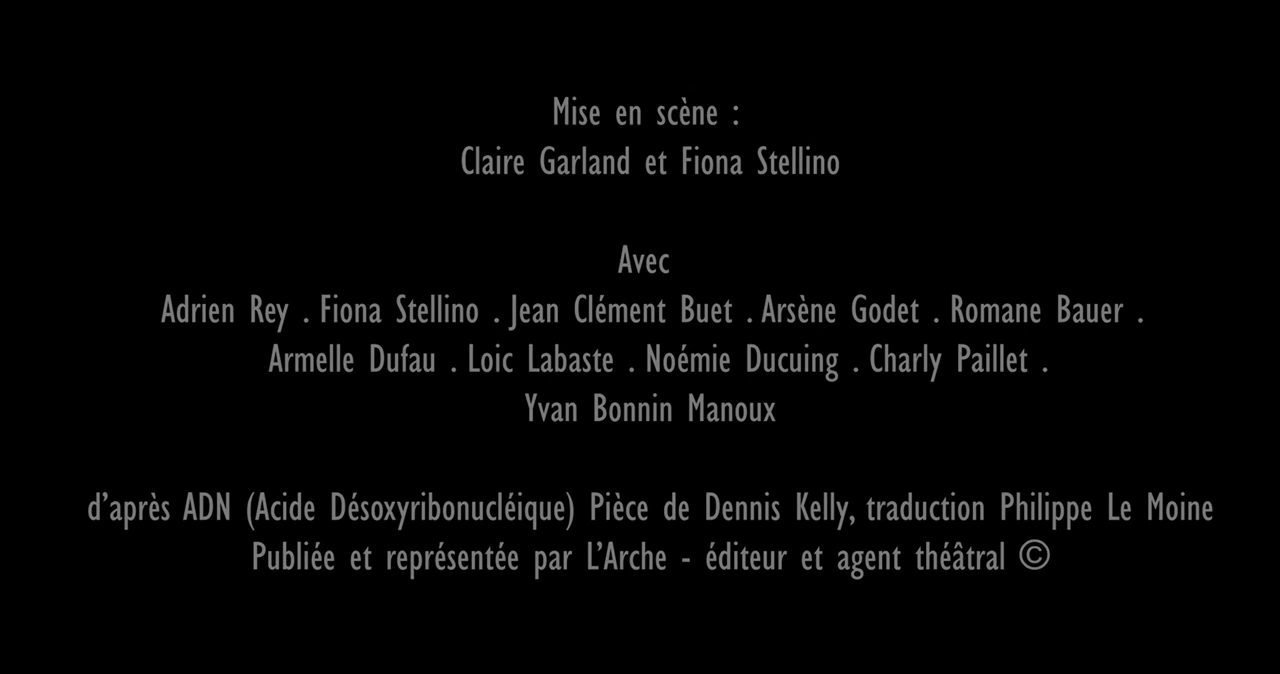 Mise en scène :
Claire Garland et Fiona Stellino
Avec
Adrien Rey . Fiona Stellino . Jean Clément Buet . Arsène Godet . Romane Bauer .
Armelle Dufau . Loic Labaste . Noémie Ducuing . Charly Paillet .
Yvan Bonnin Manoux
d’après ADN (Acide Désoxyribonucléique) Pièce de Dennis Kelly, traduction Philippe Le Moine
Publiée et représentée par L’Arche - éditeur et agent théâtral ©